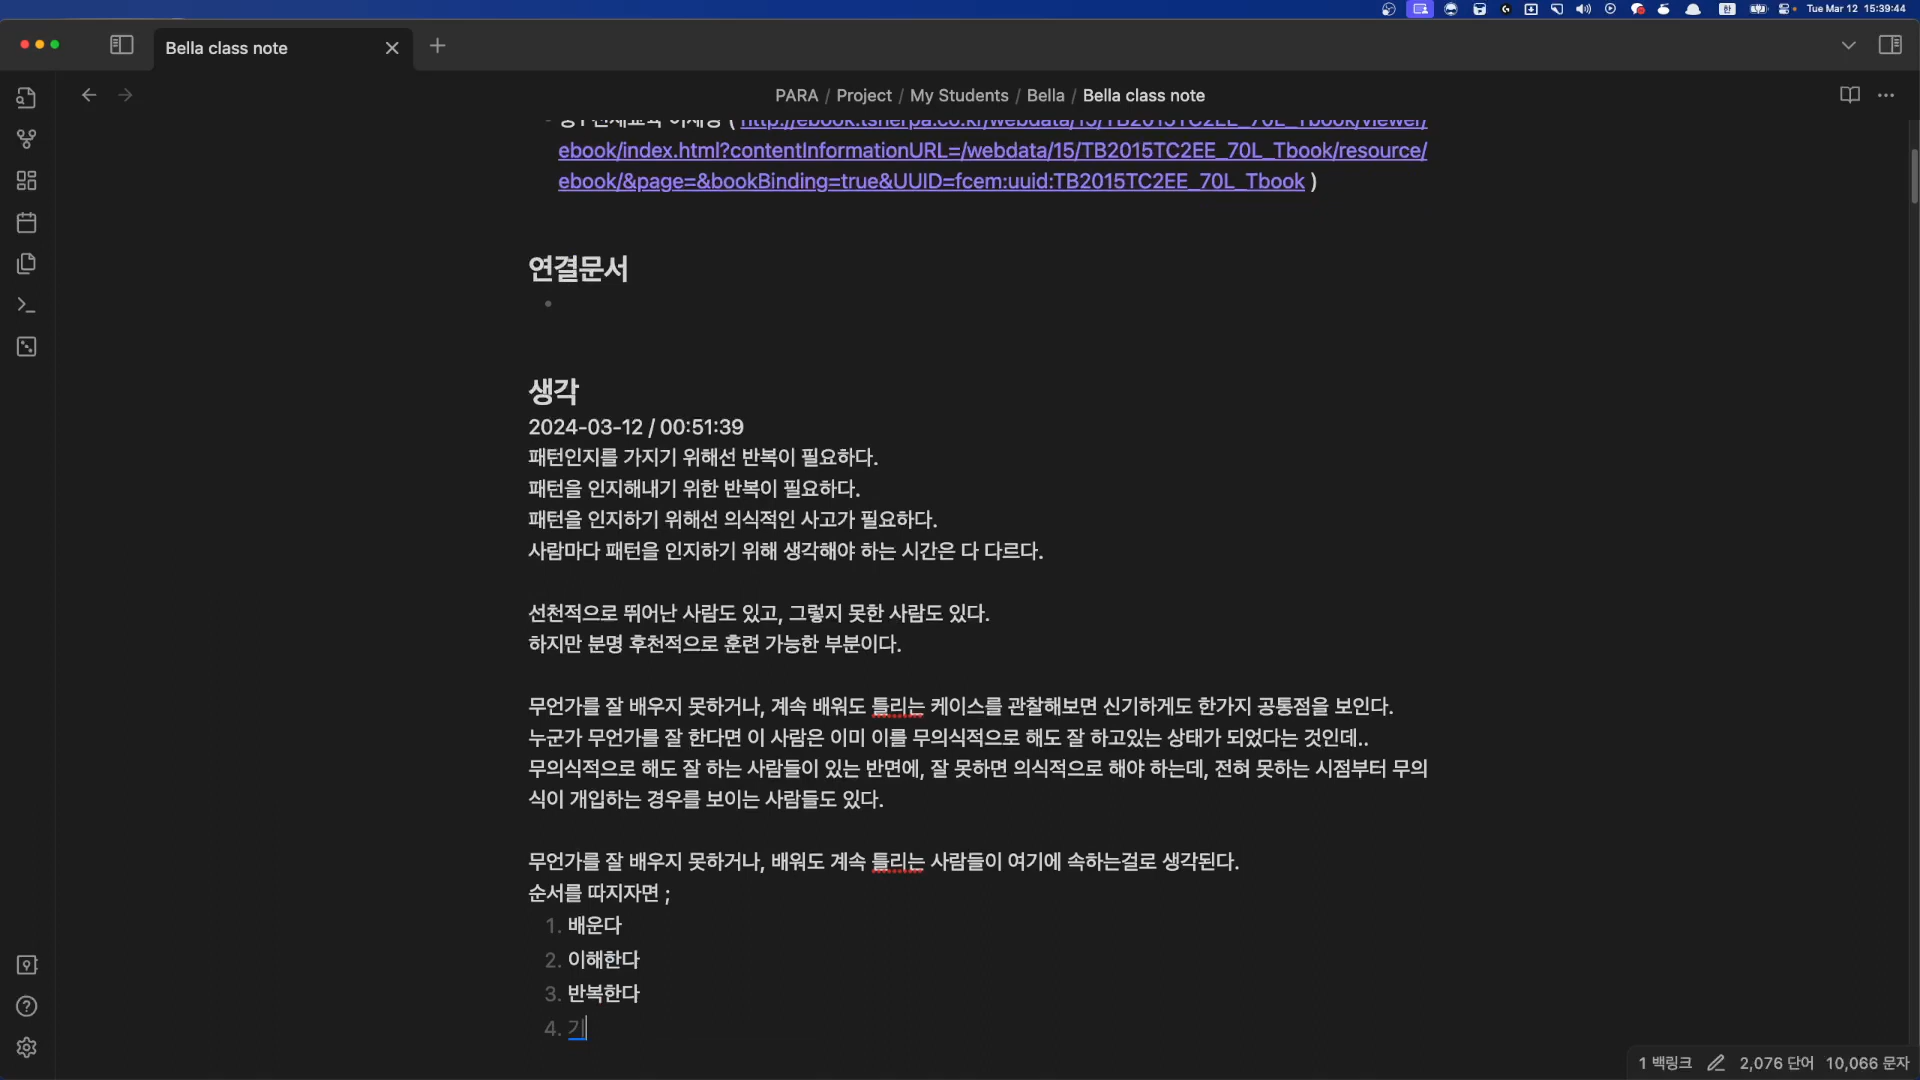 Tue Mar 12 15:39:44
Bella class note
PARA / Project / My Students / Bella / Bella class note
ebook/index.html?contentInformationURL=/webdata/15/TB2015TC2EE_70L_Tbook/resource/
ebook/&page=&bookBinding=true&UUID=fcem:uuid:TB2015TC2EE_70L_Tbook )
연결문서
생각
2024-03-12 / 00:51:39
패턴인지를 가지기 위해선 반복이 필요하다.
패턴을 인지해내기 위한 반복이 필요하다.
패턴을 인지하기 위해선 의식적인 사고가 필요하다.
사람마다 패턴을 인지하기 위해 생각해야 하는 시간은 다 다르다.
선천적으로 뛰어난 사람도 있고, 그렇지 못한 사람도 있다.
하지만 분명 후천적으로 훈련 가능한 부분이다.
무언가를 잘 배우지 못하거나, 계속 배워도 틀리는 케이스를 관찰해보면 신기하게도 한가지 공통점을 보인다.
누군가 무언가를 잘 한다면 이 사람은 이미 이를 무의식적으로 해도 잘 하고있는 상태가 되었다는 것인데..
무의식적으로 해도 잘 하는 사람들이 있는 반면에, 잘 못하면 의식적으로 해야 하는데, 전혀 못하는 시점부터 무의
식이 개입하는 경우를 보이는 사람들도 있다.
무언가를 잘 배우지 못하거나, 배워도 계속 틀리는 사람들이 여기에 속하는걸로 생각된다.
순서를 따지자면 ;
1. 배운다
2. 이해한다
3. 반복한다
4. 기
1 백링크 2,076 단어 10,066 문자